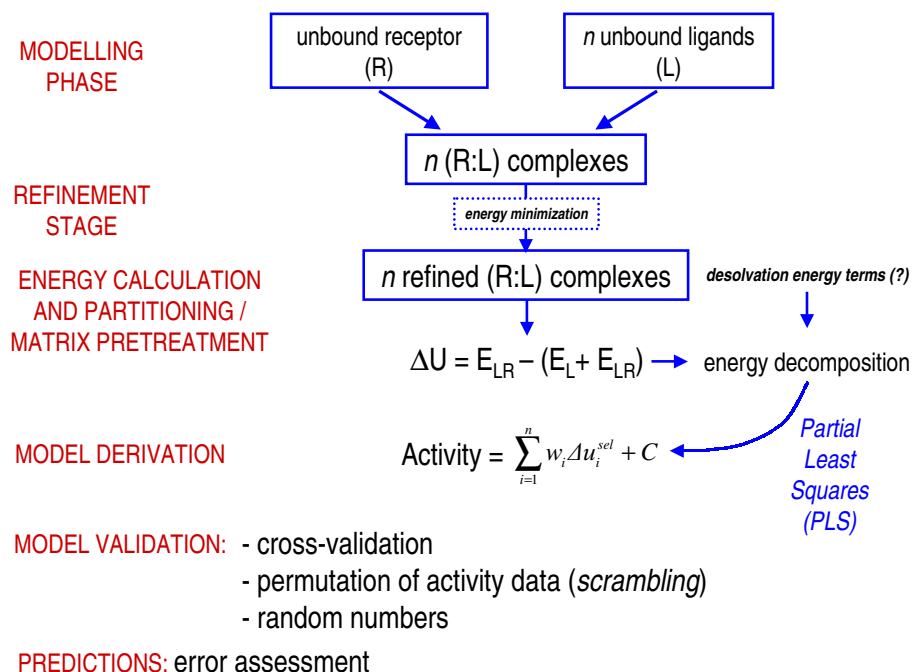 MODELLING
PHASE
unbound receptor
(R)
n unbound ligands
(L)
n (R:L) complexes
REFINEMENT
STAGE
energy minimization
ENERGY CALCULATION
AND PARTITIONING /
MATRIX PRETREATMENT
n refined (R:L) complexes
desolvation energy terms (?)
ΔU = E_LR – (E_L + E_LR)
energy decomposition
MODEL DERIVATION
Activity = \sum_{i=1}^{n} w_i Δu_i^{sel} + C
Partial
Least
Squares
(PLS)
MODEL VALIDATION: - cross-validation
- permutation of activity data (scrambling)
- random numbers
PREDICTIONS: error assessment